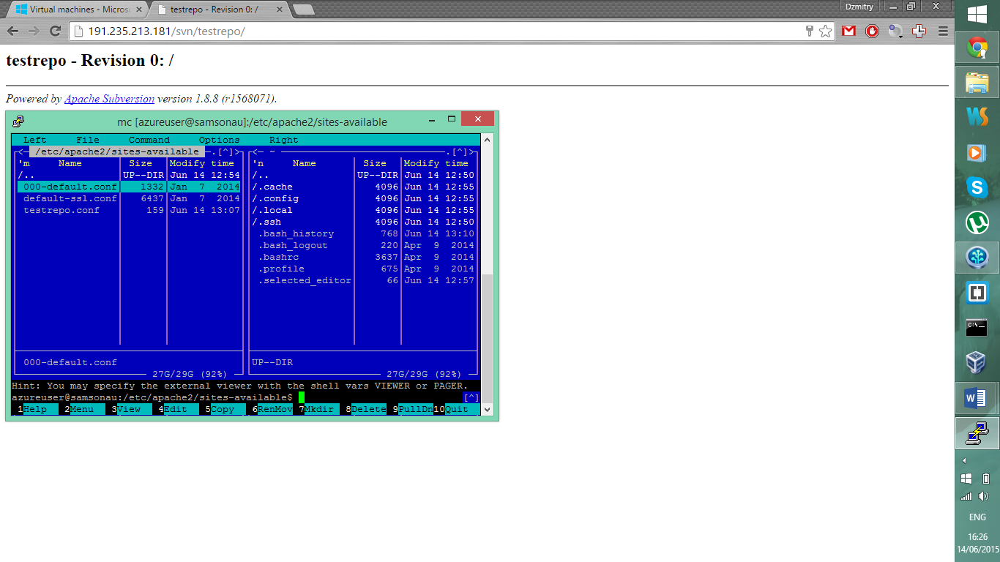 Virtual machines - Micros
testrepo - Revision 0: /
Dzmitry
191.235.213.181/svn/testrepo/
testrepo - Revision 0: /
Powered by Apache Subversion version 1.8.8 (r1568071).
mc [azureuser@samsonau]:/etc/apache2/sites-available
Left File Command Options Right
<─ /etc/apache2/sites-available ─.[^]> <─ ~ ─.[^]>
'm Name Size Modify time 'n Name Size Modify time
/.. UP--DIR Jun 14 12:54 /.. UP--DIR Jun 14 12:50
000-default.conf 1332 Jan 7 2014 /.cache 4096 Jun 14 12:55
default-ssl.conf 6437 Jan 7 2014 /.config 4096 Jun 14 12:55
testrepo.conf 159 Jun 14 13:07 /.local 4096 Jun 14 12:55
/.ssh 4096 Jun 14 12:50
.bash_history 768 Jun 14 13:10
.bash_logout 220 Apr 9 2014
.bashrc 3637 Apr 9 2014
.profile 675 Apr 9 2014
.selected_editor 66 Jun 14 12:57
000-default.conf UP--DIR
27G/29G (92%) 27G/29G (92%)
Hint: You may specify the external viewer with the shell vars VIEWER or PAGER.
azureuser@samsonau:/etc/apache2/sites-available$ [^]
1Help 2Menu 3View 4Edit 5Copy 6RenMov 7Mkdir 8Delete 9PullDn 10Quit
WS
S
C:\
W
ENG
16:26
14/06/2015